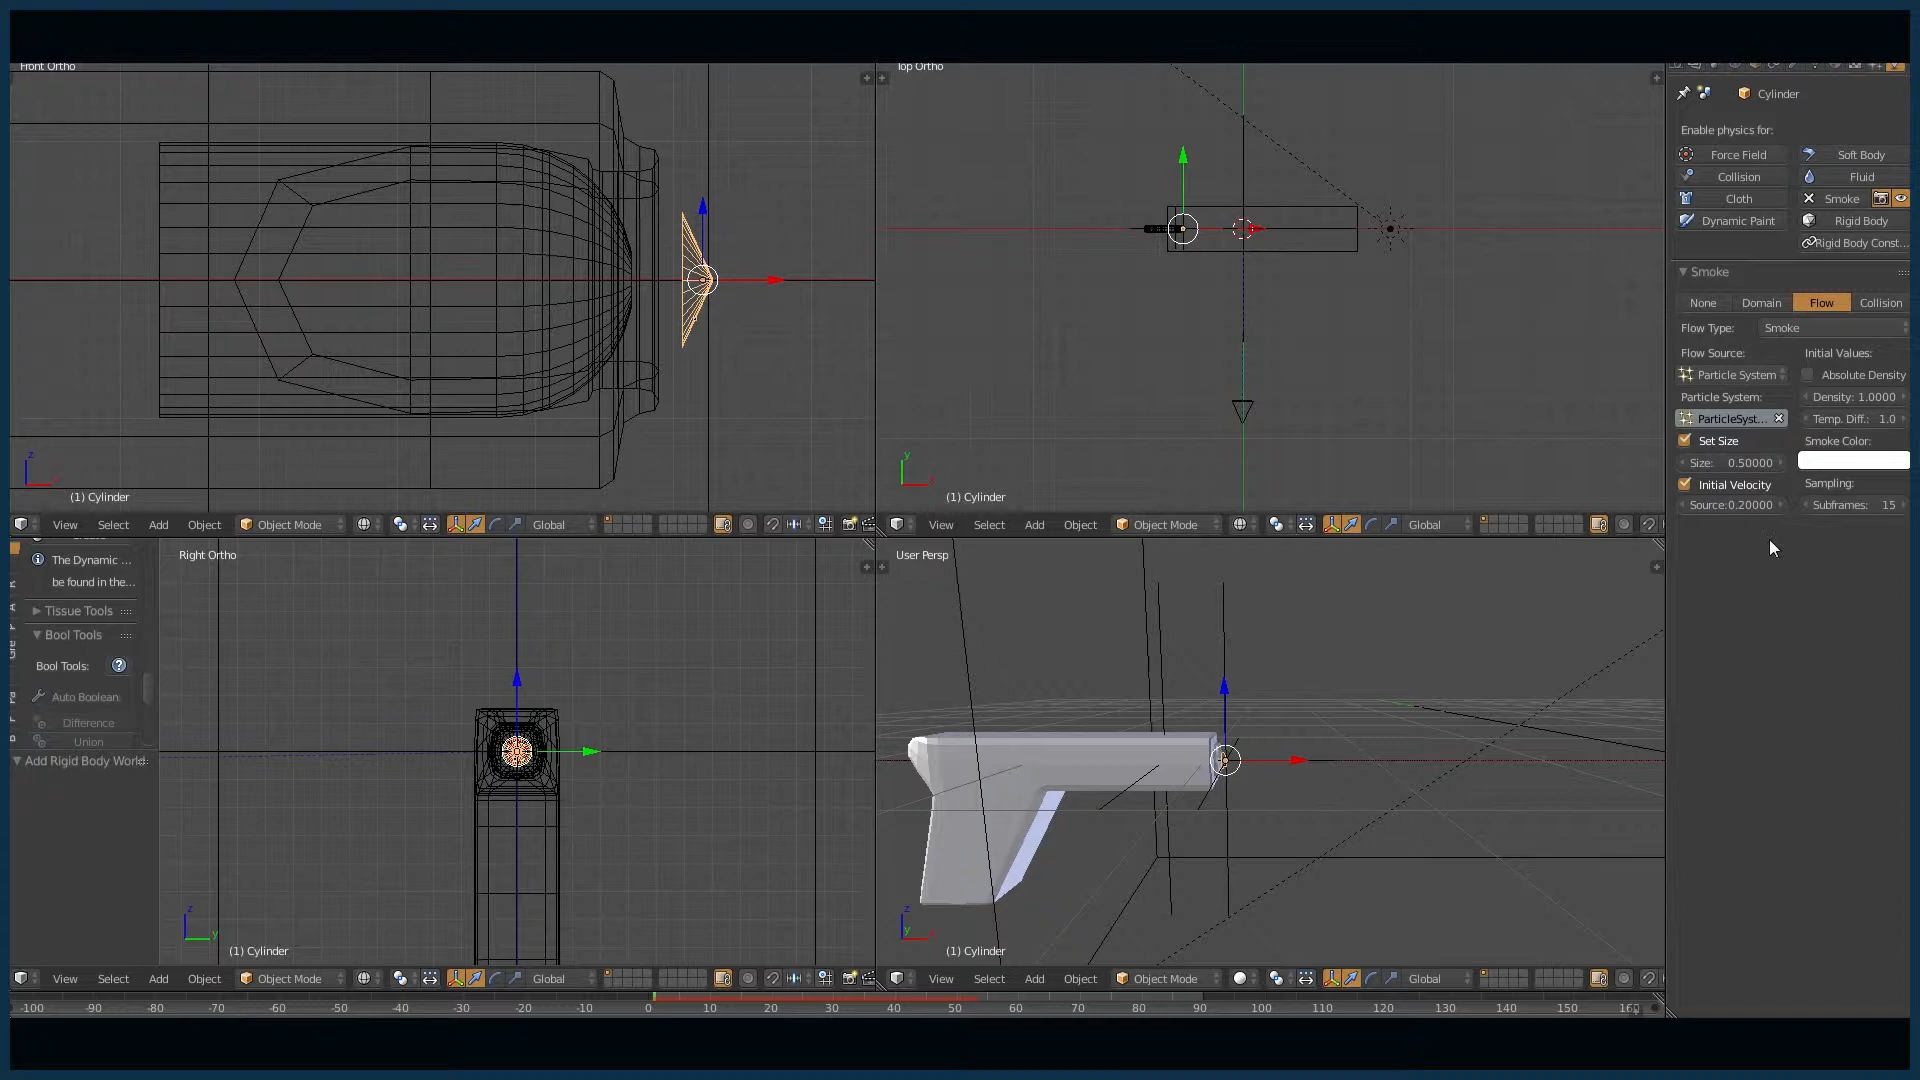 Front Ortho
z
(1) Cylinder
View Select Add Object Object Mode Global
Top Ortho
y
(1) Cylinder
View Select Add Object Object Mode Global
The Dynamic ...
be found in the...
Tissue Tools
Bool Tools
Bool Tools:
Auto Boolean
Difference
Union
Add Rigid Body World
Right Ortho
z
y
(1) Cylinder
View Select Add Object Object Mode Global
User Persp
z
y
(1) Cylinder
View Select Add Object Object Mode Global
-100 -90 -80 -70 -60 -50 -40 -30 -20 -10 0 10 20 30 40 50 60 70 80 90 100 110 120 130 140 150 160
Cylinder
Enable physics for:
Force Field Soft Body
Collision Fluid
Cloth Smoke
Dynamic Paint Rigid Body
Rigid Body Const...
Smoke
None Domain Flow Collision
Flow Type: Smoke
Flow Source: Initial Values:
Particle System Absolute Density
Particle System: Density: 1.0000
ParticleSyst... Temp. Diff.: 1.0
Set Size Smoke Color:
Size: 0.50000
Initial Velocity Sampling:
Source:0.20000 Subframes: 15